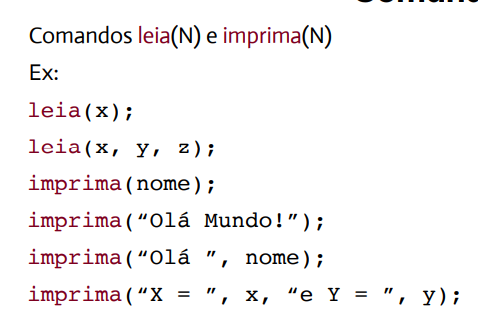 Comandos leia(N) e imprima(N)
Ex:
leia(x);
leia(x, y, z);
imprima(nome);
imprima(“Olá Mundo!”);
imprima(“Olá ”, nome);
imprima(“X = ”, x, “e Y = ”, y);